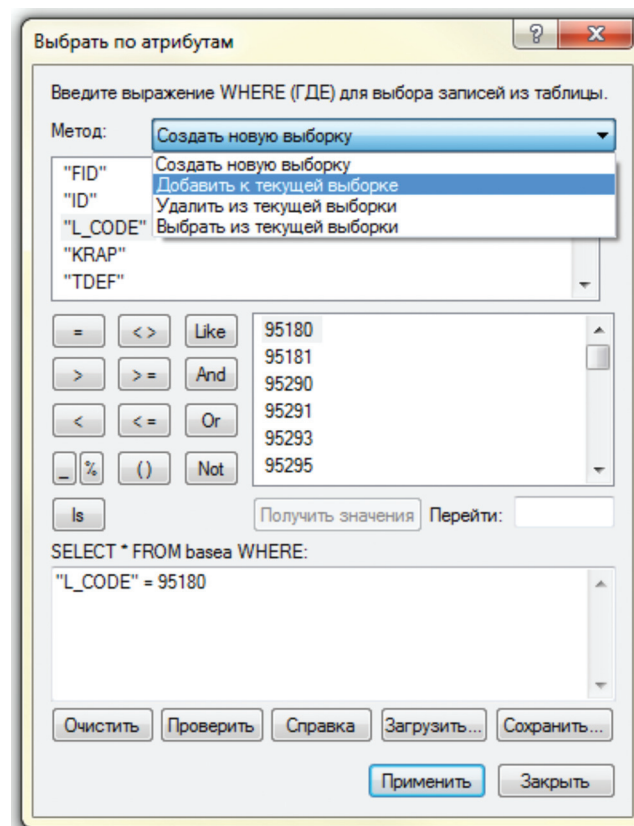 Выбрать по атрибутам
Введите выражение WHERE (ГДЕ) для выбора записей из таблицы.
Метод: Создать новую выборку
Создать новую выборку
Добавить к текущей выборке
Удалить из текущей выборки
Выбрать из текущей выборки
"FID"
"ID"
"L_CODE"
"KRAP"
"TDEF"
= < > Like
> > = And
< < = Or
_ % () Not
Is
95180
95181
95290
95291
95293
95295
Получить значения Перейти:
SELECT * FROM basea WHERE:
"L_CODE" = 95180
Очистить Проверить Справка Загрузить... Сохранить...
Применить Закрыть